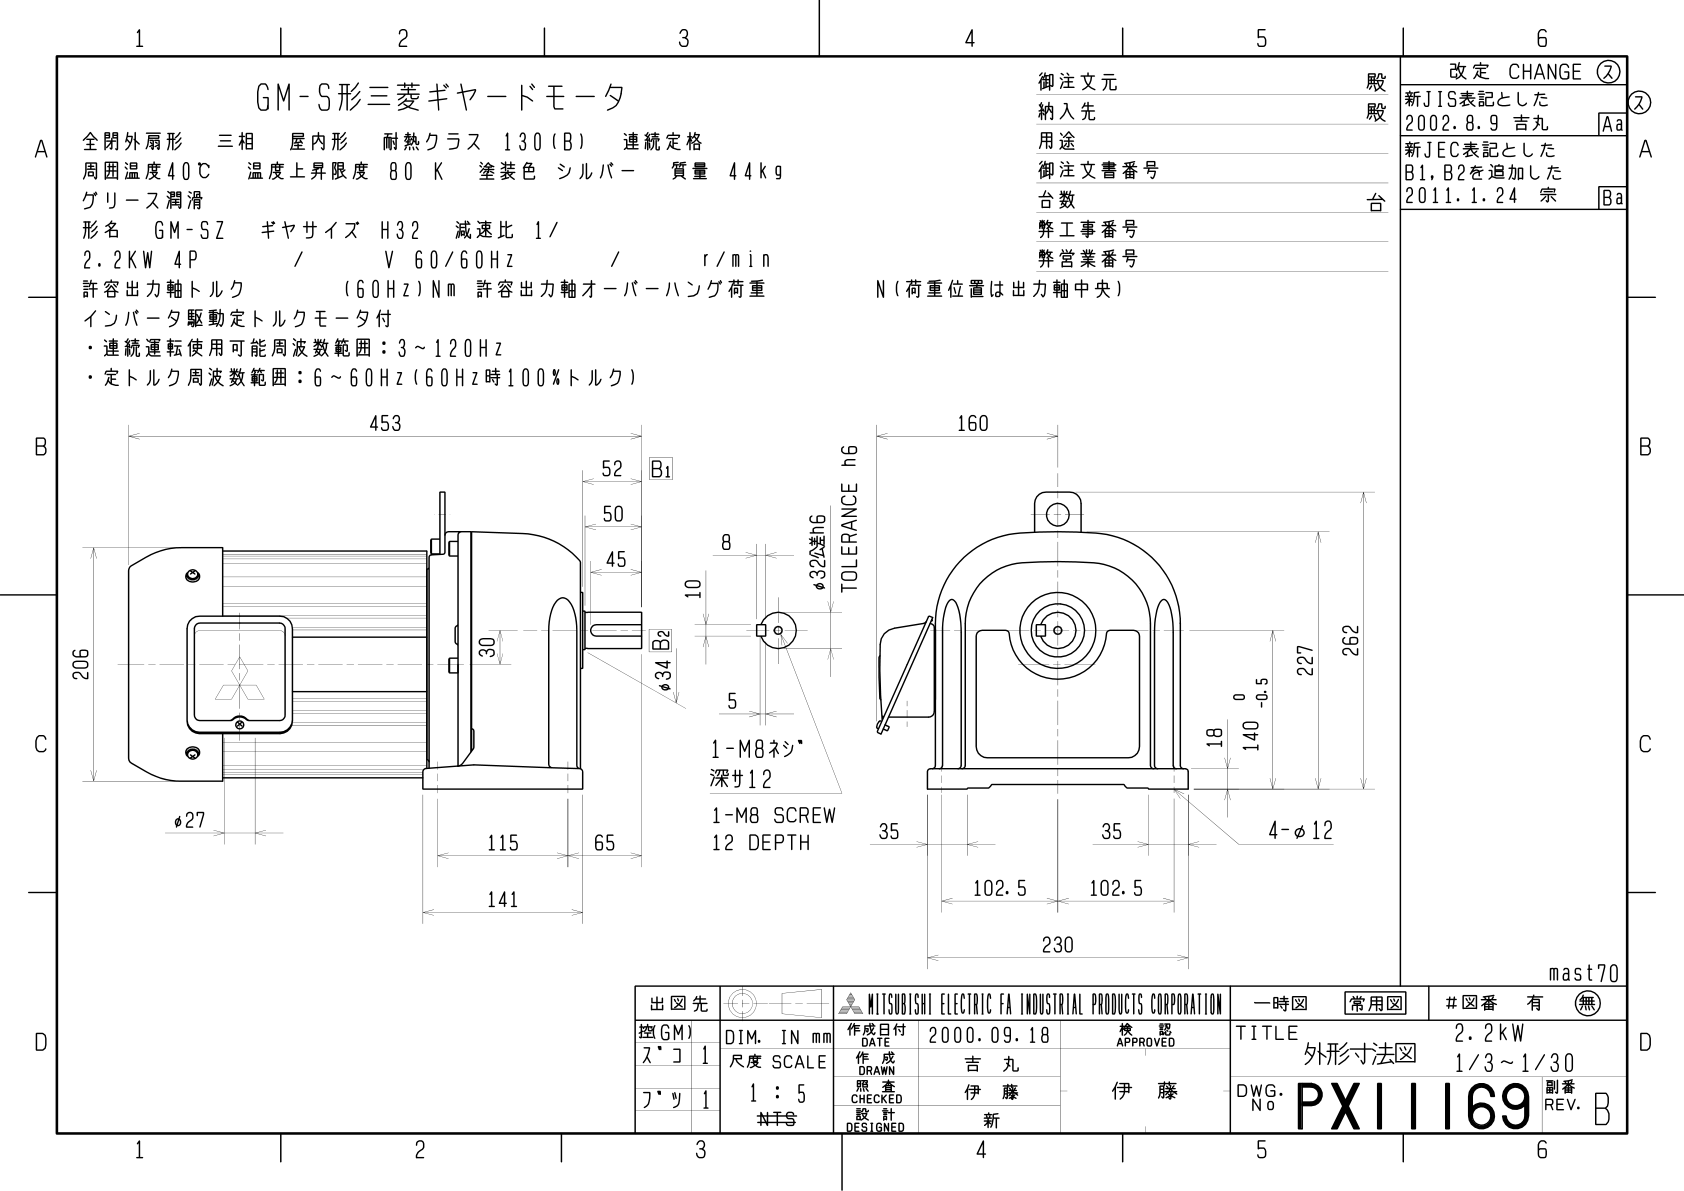 1 2 3 4 5 6
GM-S形三菱ギヤードモータ
全閉外扇形 三相 屋内形 耐熱クラス 130(B) 連続定格
周囲温度40℃ 温度上昇限度 80 K 塗装色 シルバー 質量 44kg
グリース潤滑
形名 GM-SZ ギヤサイズ H32 減速比 1/
2.2KW 4P / V 60/60Hz / r/min
許容出力軸トルク (60Hz)Nm 許容出力軸オーバーハング荷重 N(荷重位置は出力軸中央)
インバータ駆動定トルクモータ付
・連続運転使用可能周波数範囲：3～120Hz
・定トルク周波数範囲：6～60Hz(60Hz時100%トルク)
御注文元 殿
納入先 殿
用途
御注文書番号
台数 台
弊工事番号
弊営業番号
改定 CHANGE ㋜
新JIS表記とした
2002.8.9 吉丸 Aa
㋜
新JEC表記とした
B1,B2を追加した
2011.1.24 宗 Ba
A A
B B
C C
D D
453
52 B1
50
45
206
30
B2
φ34
φ27
115 65
141
8
10
5
φ32公差h6
TOLERANCE h6
1-M8ネジ
深サ12
1-M8 SCREW
12 DEPTH
160
262
227
140 0 -0.5
18
35 35
4-φ12
102.5 102.5
230
mast70
出図先
控(GM)
スﾞコ 1
フﾞツ 1
DIM. IN mm
尺度 SCALE
1 : 5
NTS
MITSUBISHI ELECTRIC FA INDUSTRIAL PRODUCTS CORPORATION
作成日付 DATE 2000.09.18
作成 DRAWN 吉丸
照査 CHECKED 伊藤
設計 DESIGNED 新
検認 APPROVED
伊藤
一時図 常用図 #図番 有 無
TITLE 外形寸法図
2.2kW
1/3～1/30
DWG. No PX11169
副番 REV. B
1 2 3 4 5 6